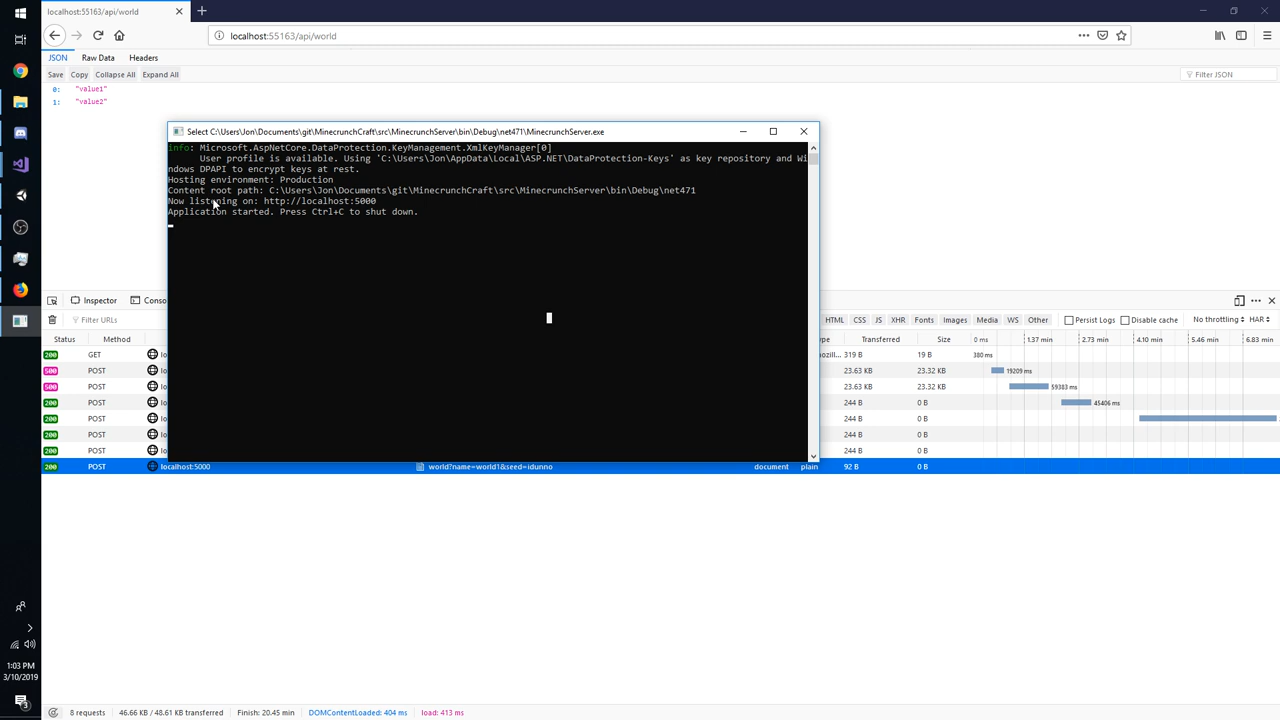 localhost:55163/api/world
localhost:55163/api/world
JSON Raw Data Headers
Save Copy Collapse All Expand All Filter JSON
0: "value1"
1: "value2"
Select C:\Users\Jon\Documents\git\MinecrunchCraft\src\MinecrunchServer\bin\Debug\net471\MinecrunchServer.exe
info: Microsoft.AspNetCore.DataProtection.KeyManagement.XmlKeyManager[0]
User profile is available. Using 'C:\Users\Jon\AppData\Local\ASP.NET\DataProtection-Keys' as key repository and Wi
ndows DPAPI to encrypt keys at rest.
Hosting environment: Production
Content root path: C:\Users\Jon\Documents\git\MinecrunchCraft\src\MinecrunchServer\bin\Debug\net471
Now listening on: http://localhost:5000
Application started. Press Ctrl+C to shut down.
Inspector Conso
Filter URLs HTML CSS JS XHR Fonts Images Media WS Other Persist Logs Disable cache No throttling HAR
Status Method ype Transferred Size 0 ms 1.37 min 2.73 min 4.10 min 5.46 min 6.83 min
200 GET lo ozill... 319 B 19 B 380 ms
500 POST lo 23.63 KB 23.32 KB 19209 ms
500 POST lo 23.63 KB 23.32 KB 59383 ms
200 POST lo 244 B 0 B 45406 ms
200 POST lo 244 B 0 B
200 POST lo 244 B 0 B
200 POST lo 244 B 0 B
200 POST localhost:5000 world?name=world1&seed=idunno document plain 92 B 0 B
1:03 PM
3/10/2019
3
8 requests 46.66 KB / 48.61 KB transferred Finish: 20.45 min DOMContentLoaded: 404 ms load: 413 ms